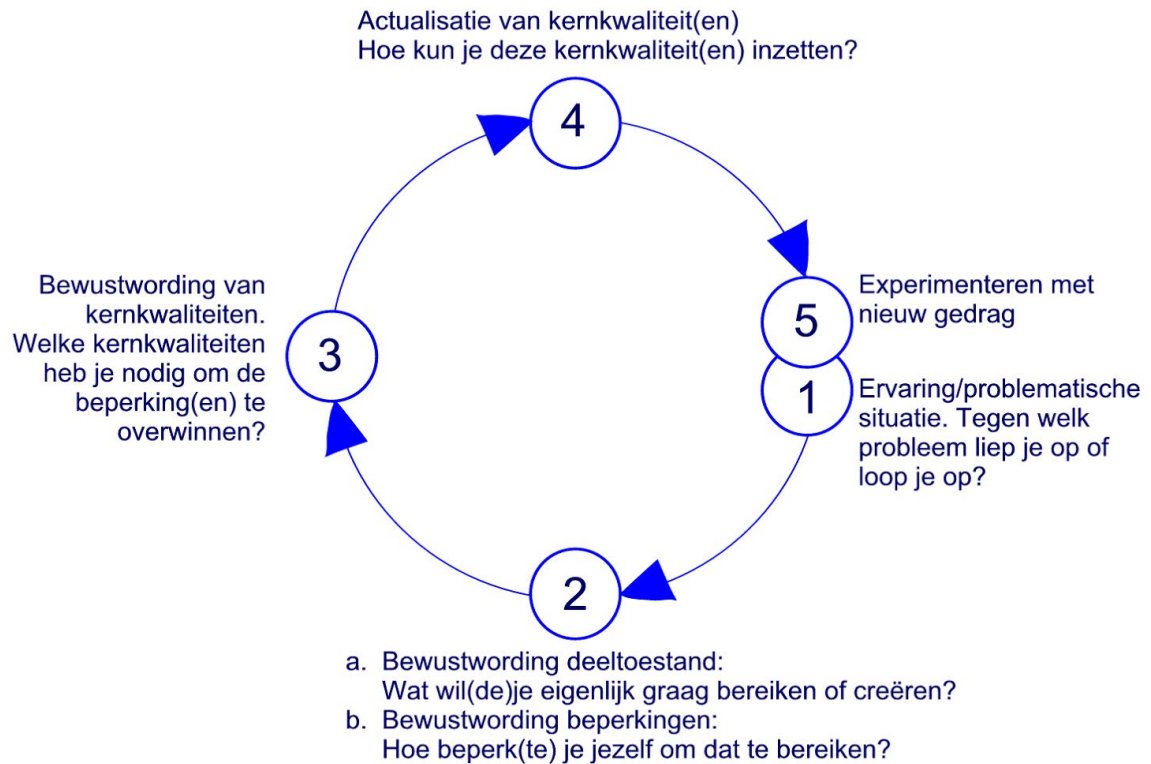 Actualisatie van kernkwaliteit(en)
Hoe kun je deze kernkwaliteit(en) inzetten?
4
Bewustwording van
kernkwaliteiten.
Welke kernkwaliteiten
heb je nodig om de
beperking(en) te
overwinnen?
3
5
Experimenteren met
nieuw gedrag
1
Ervaring/problematische
situatie. Tegen welk
probleem liep je op of
loop je op?
2
a. Bewustwording deeltoestand:
Wat wil(de)je eigenlijk graag bereiken of creëren?
b. Bewustwording beperkingen:
Hoe beperk(te) je jezelf om dat te bereiken?